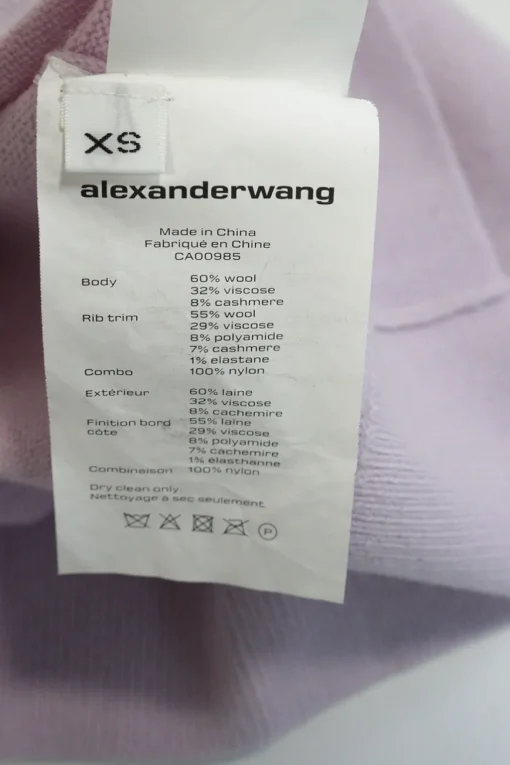 XS
alexanderwang
Made in China
Fabriqué en Chine
CA00985
Body 60% wool
32% viscose
8% cashmere
Rib trim 55% wool
29% viscose
8% polyamide
7% cashmere
1% elastane
Combo 100% nylon
Extérieur 60% laine
32% viscose
8% cachemire
Finition bord 55% laine
côte 29% viscose
8% polyamide
7% cachemire
1% élasthanne
Combinaison 100% nylon
Dry clean only
Nettoyage à sec seulement
P